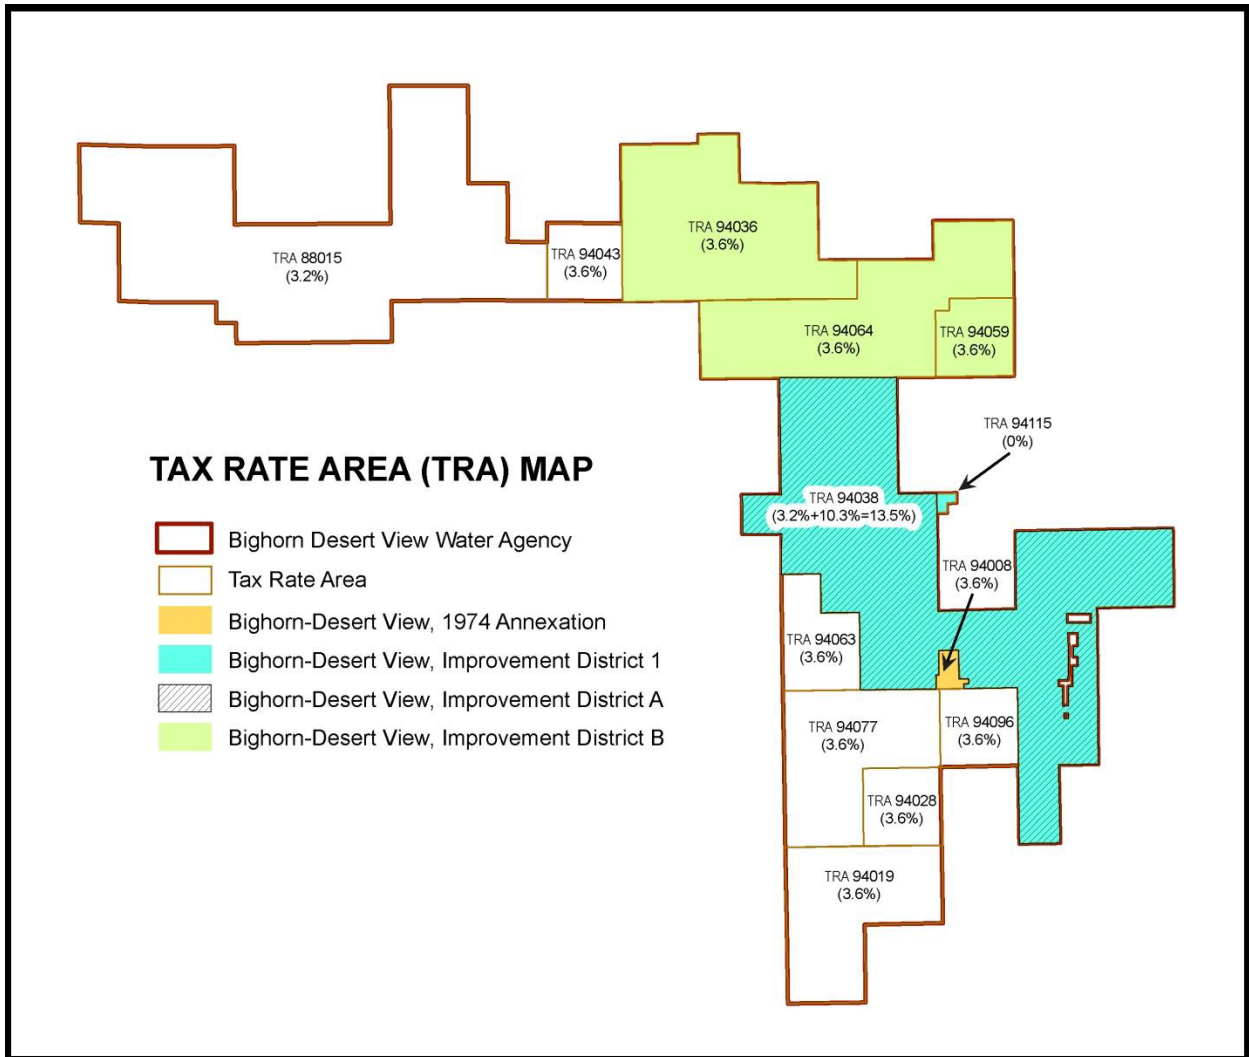 TRA 94036
(3.6%)
TRA 94043
(3.6%)
TRA 88015
(3.2%)
TRA 94064
(3.6%)
TRA 94059
(3.6%)
TRA 94115
(0%)
TAX RATE AREA (TRA) MAP
TRA 94038
(3.2%+10.3%=13.5%)
Bighorn Desert View Water Agency
TRA 94008
(3.6%)
Tax Rate Area
Bighorn-Desert View, 1974 Annexation
TRA 94063
(3.6%)
Bighorn-Desert View, Improvement District 1
Bighorn-Desert View, Improvement District A
Bighorn-Desert View, Improvement District B
TRA 94077
(3.6%)
TRA 94096
(3.6%)
TRA 94028
(3.6%)
TRA 94019
(3.6%)